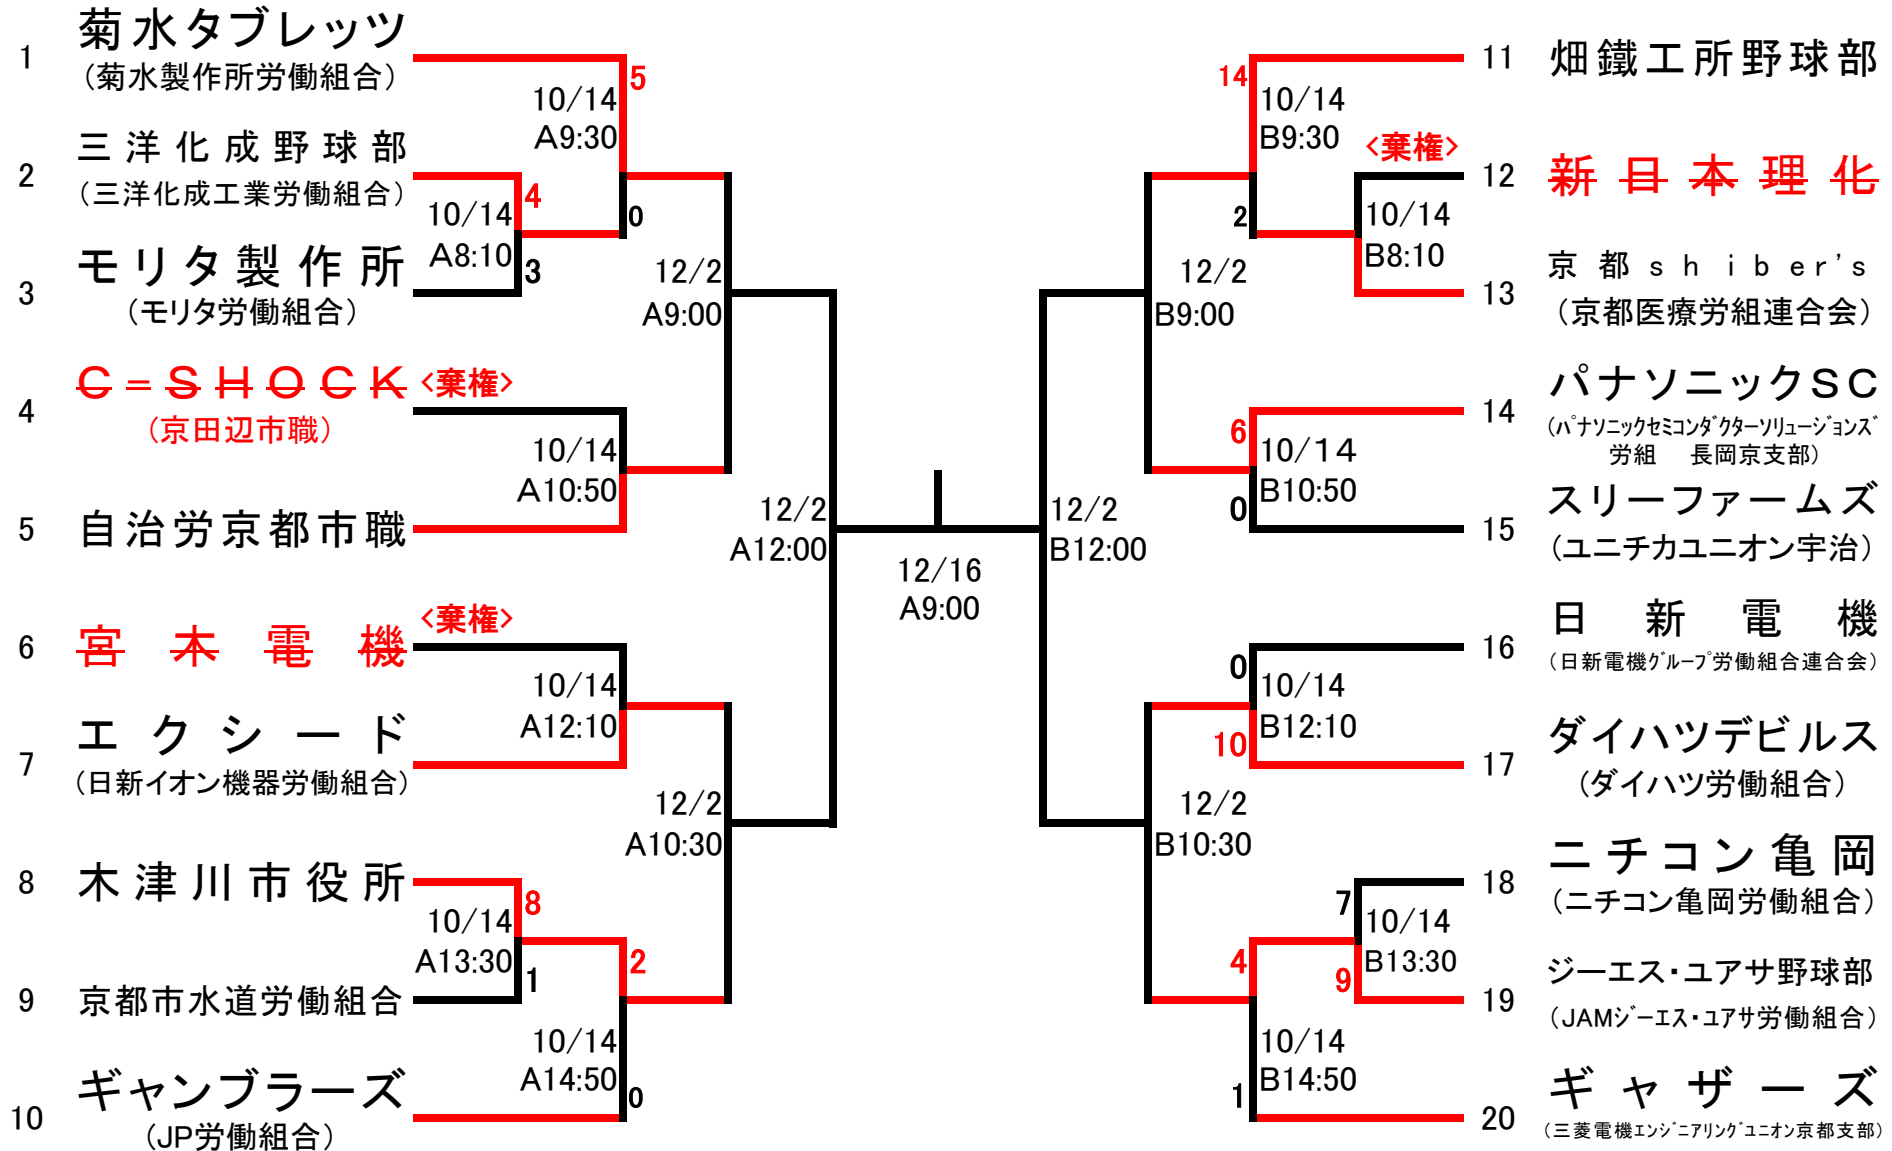 1
菊水タブレッツ
(菊水製作所労働組合)
2
三洋化成野球部
(三洋化成工業労働組合)
3
モリタ製作所
(モリタ労働組合)
4
C-SHOCK <棄権>
(京田辺市職)
5
自治労京都市職
6
宮木電機 <棄権>
7
エクシード
(日新イオン機器労働組合)
8
木津川市役所
9
京都市水道労働組合
10
ギャンブラーズ
(JP労働組合)
5
10/14
A9:30
0
4
10/14
A8:10
3
12/2
A9:00
10/14
A10:50
12/2
A12:00
10/14
A12:10
12/2
A10:30
8
10/14
A13:30
1
2
10/14
A14:50
0
12/16
A9:00
14
10/14
B9:30
2
<棄権>
10/14
B8:10
12/2
B9:00
6
10/14
B10:50
0
12/2
B12:00
0
10/14
B12:10
10
12/2
B10:30
7
10/14
B13:30
9
4
10/14
B14:50
1
11
畑鐵工所野球部
12
新日本理化
13
京都shiber's
(京都医療労組連合会)
14
パナソニックSC
(パナソニックセミコンダクターソリュージョンズ
労組 長岡京支部)
15
スリーファームズ
(ユニチカユニオン宇治)
16
日新電機
(日新電機グループ労働組合連合会)
17
ダイハツデビルス
(ダイハツ労働組合)
18
ニチコン亀岡
(ニチコン亀岡労働組合)
19
ジーエス・ユアサ野球部
(JAMジーエス・ユアサ労働組合)
20
ギャザーズ
(三菱電機エンジニアリングユニオン京都支部)